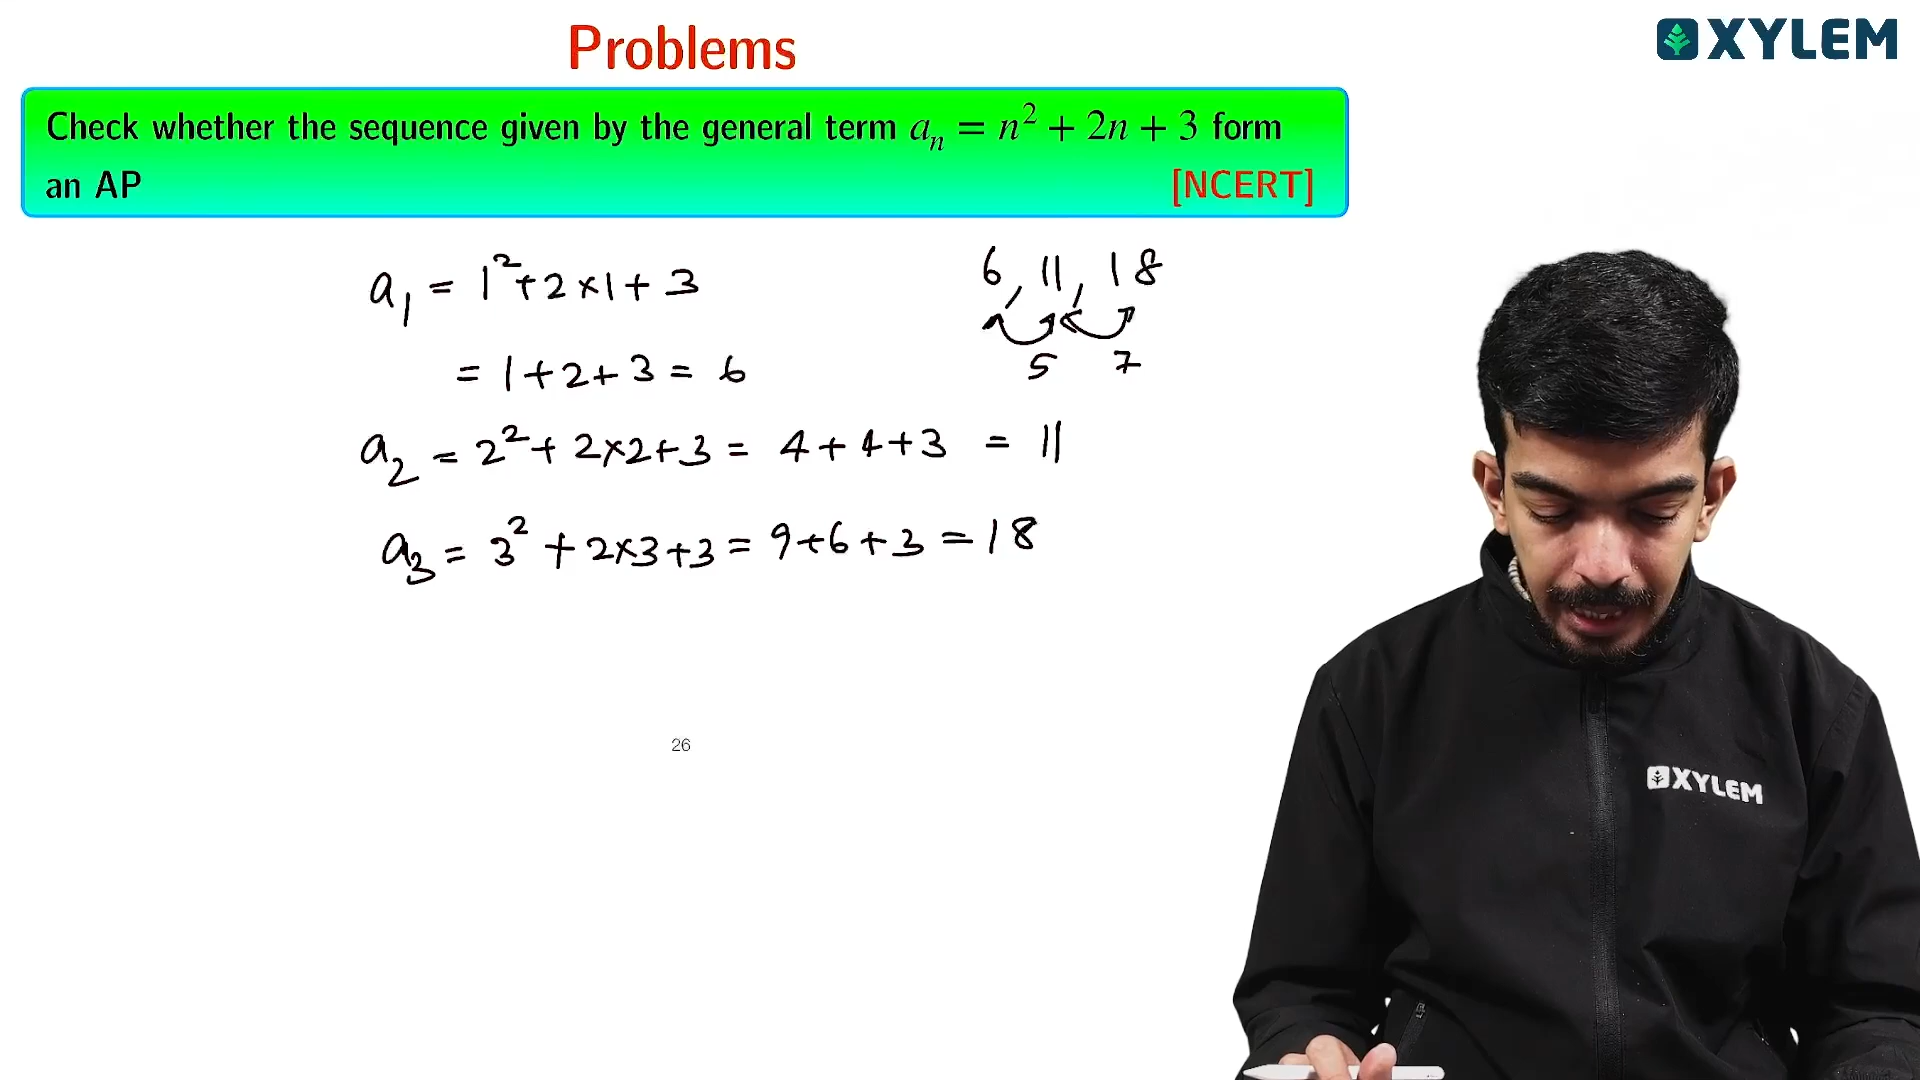 Problems
XYLEM
Check whether the sequence given by the general term aₙ = n² + 2n + 3 form
an AP [NCERT]
a₁ = 1² + 2 × 1 + 3
= 1 + 2 + 3 = 6
a₂ = 2² + 2×2 + 3 = 4 + 4 + 3 = 11
a₃ = 3² + 2×3 + 3 = 9 + 6 + 3 = 18
6, 11, 18
5 7
26
XYLEM